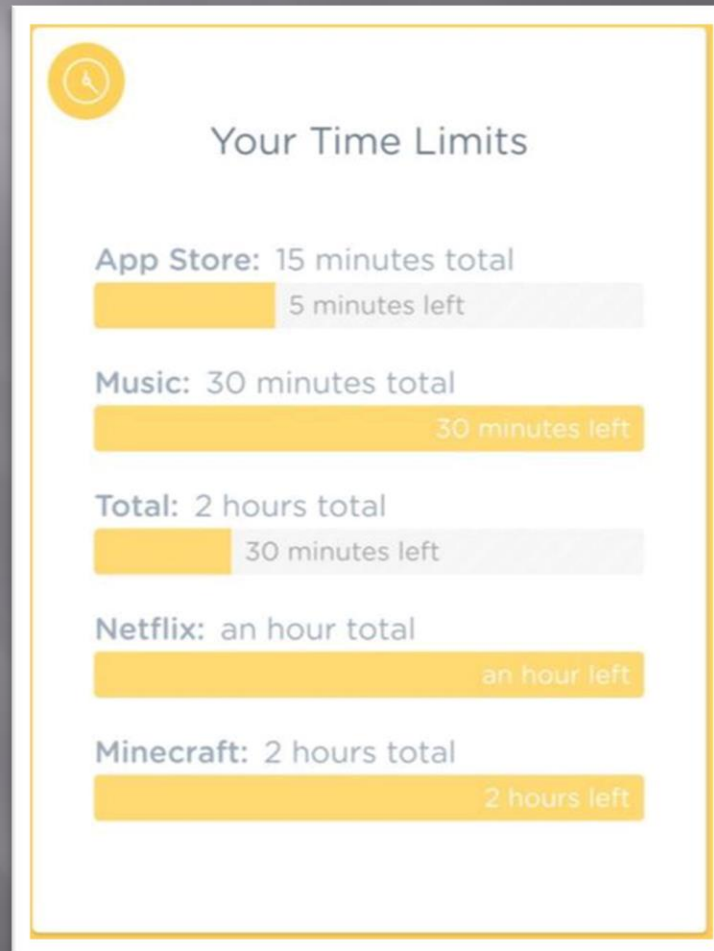 Your Time Limits
App Store: 15 minutes total
5 minutes left
Music: 30 minutes total
30 minutes left
Total: 2 hours total
30 minutes left
Netflix: an hour total
an hour left
Minecraft: 2 hours total
2 hours left